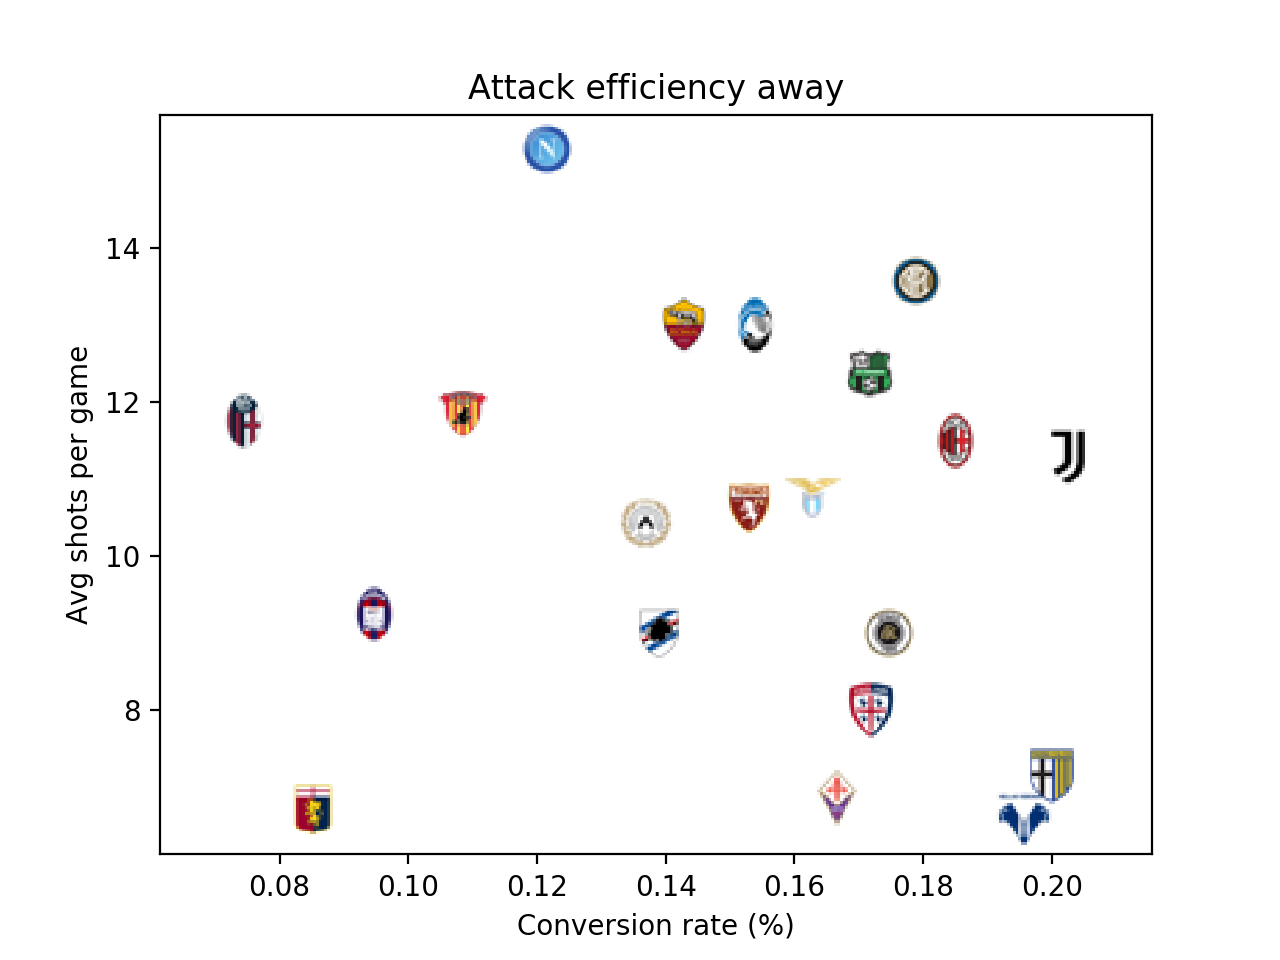 Attack efficiency away
Avg shots per game
14
12
10
8
N
TORINO
0.08 0.10 0.12 0.14 0.16 0.18 0.20
Conversion rate (%)